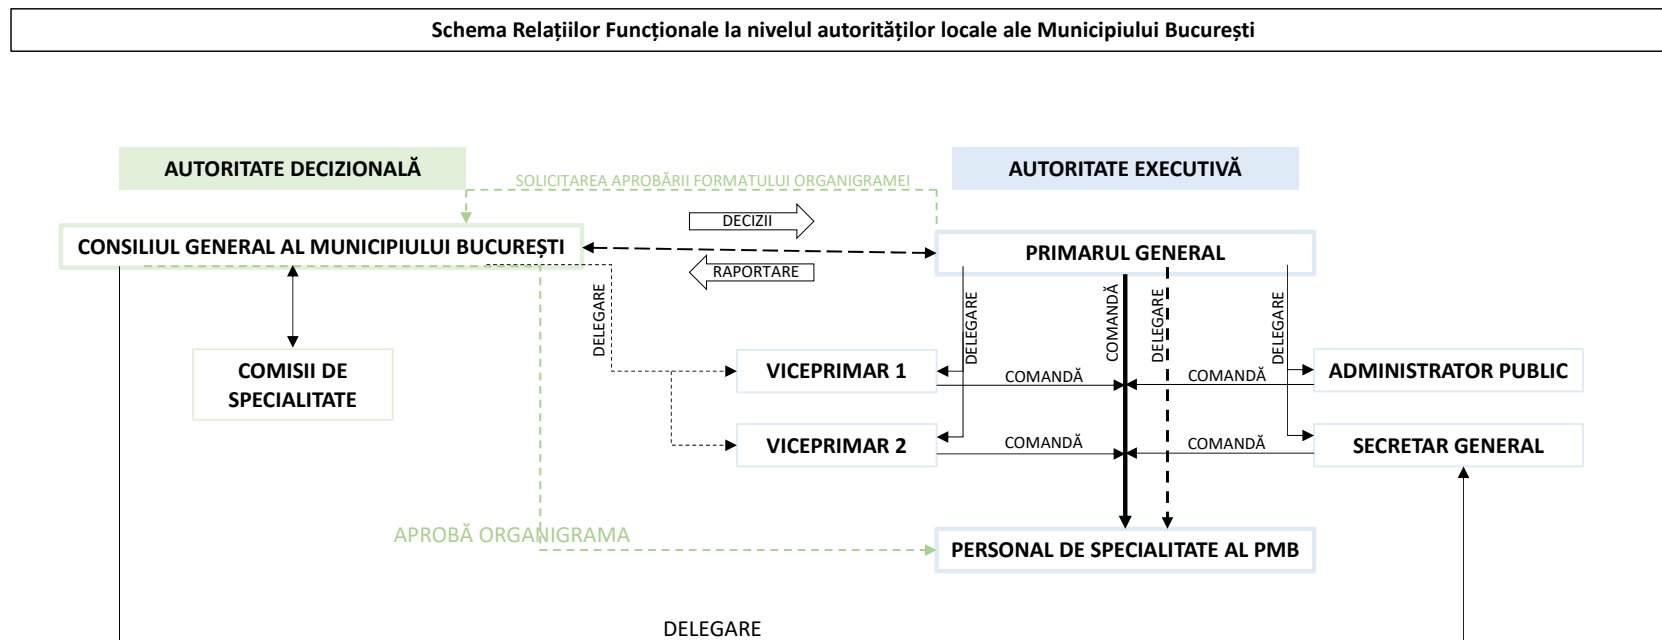 Schema Relațiilor Funcționale la nivelul autorităților locale ale Municipiului București
AUTORITATE DECIZIONALĂ
AUTORITATE EXECUTIVĂ
SOLICITAREA APROBĂRII FORMATULUI ORGANIGRAMEI
DECIZII
CONSILIUL GENERAL AL MUNICIPIULUI BUCUREȘTI
PRIMARUL GENERAL
RAPORTARE
DELEGARE
DELEGARE
COMANDĂ
DELEGARE
DELEGARE
COMISII DE
SPECIALITATE
VICEPRIMAR 1
COMANDĂ
COMANDĂ
ADMINISTRATOR PUBLIC
VICEPRIMAR 2
COMANDĂ
COMANDĂ
SECRETAR GENERAL
APROBĂ ORGANIGRAMA
PERSONAL DE SPECIALITATE AL PMB
DELEGARE